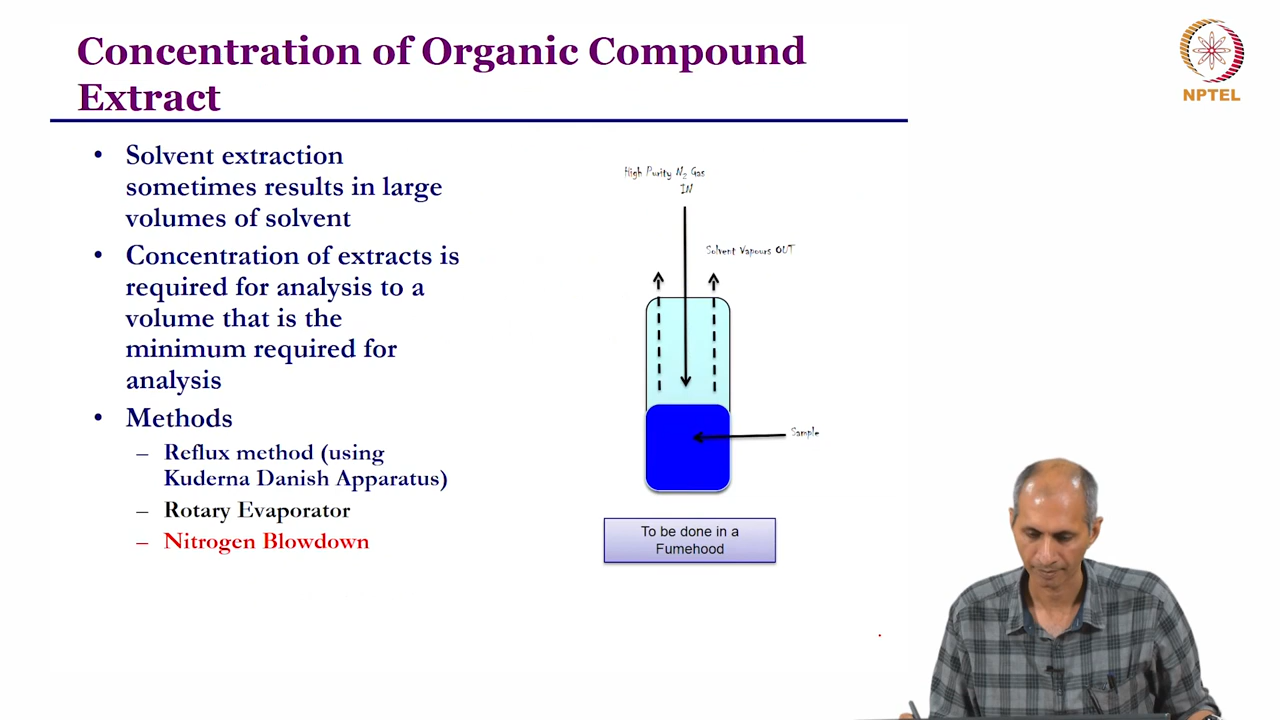 Concentration of Organic Compound
Extract
NPTEL
• Solvent extraction
sometimes results in large
volumes of solvent
• Concentration of extracts is
required for analysis to a
volume that is the
minimum required for
analysis
• Methods
– Reflux method (using
Kuderna Danish Apparatus)
– Rotary Evaporator
– Nitrogen Blowdown
High Purity N2 Gas
IN
Solvent Vapours OUT
Sample
To be done in a
Fumehood